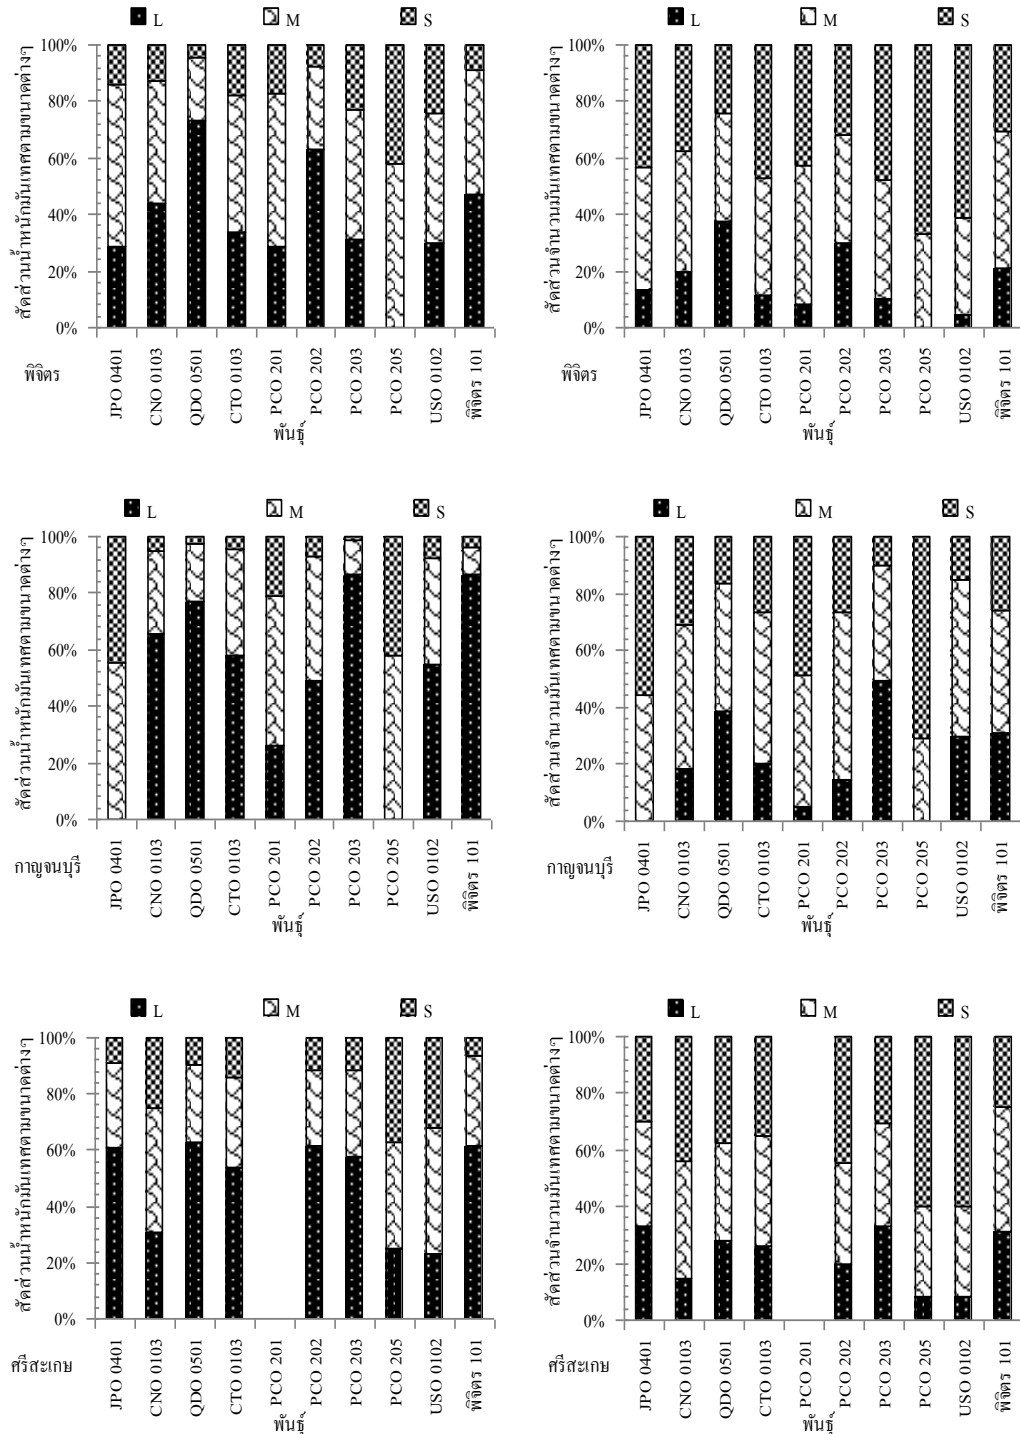 L M S
สัดส่วนน้ำหนักมันเทศตามขนาดต่างๆ
100%
80%
60%
40%
20%
0%
พิจิตร
JPO 0401
CNO 0103
QDO 0501
CTO 0103
PCO 201
PCO 202
PCO 203
PCO 205
USO 0102
พิจิตร 101
พันธุ์
L M S
สัดส่วนจำนวนมันเทศตามขนาดต่างๆ
100%
80%
60%
40%
20%
0%
พิจิตร
JPO 0401
CNO 0103
QDO 0501
CTO 0103
PCO 201
PCO 202
PCO 203
PCO 205
USO 0102
พิจิตร 101
พันธุ์
L M S
สัดส่วนน้ำหนักมันเทศตามขนาดต่างๆ
100%
80%
60%
40%
20%
0%
กาญจนบุรี
JPO 0401
CNO 0103
QDO 0501
CTO 0103
PCO 201
PCO 202
PCO 203
PCO 205
USO 0102
พิจิตร 101
พันธุ์
L M S
สัดส่วนจำนวนมันเทศตามขนาดต่างๆ
100%
80%
60%
40%
20%
0%
กาญจนบุรี
JPO 0401
CNO 0103
QDO 0501
CTO 0103
PCO 201
PCO 202
PCO 203
PCO 205
USO 0102
พิจิตร 101
พันธุ์
L M S
สัดส่วนน้ำหนักมันเทศตามขนาดต่างๆ
100%
80%
60%
40%
20%
0%
ศรีสะเกษ
JPO 0401
CNO 0103
QDO 0501
CTO 0103
PCO 201
PCO 202
PCO 203
PCO 205
USO 0102
พิจิตร 101
พันธุ์
L M S
สัดส่วนจำนวนมันเทศตามขนาดต่างๆ
100%
80%
60%
40%
20%
0%
ศรีสะเกษ
JPO 0401
CNO 0103
QDO 0501
CTO 0103
PCO 201
PCO 202
PCO 203
PCO 205
USO 0102
พิจิตร 101
พันธุ์